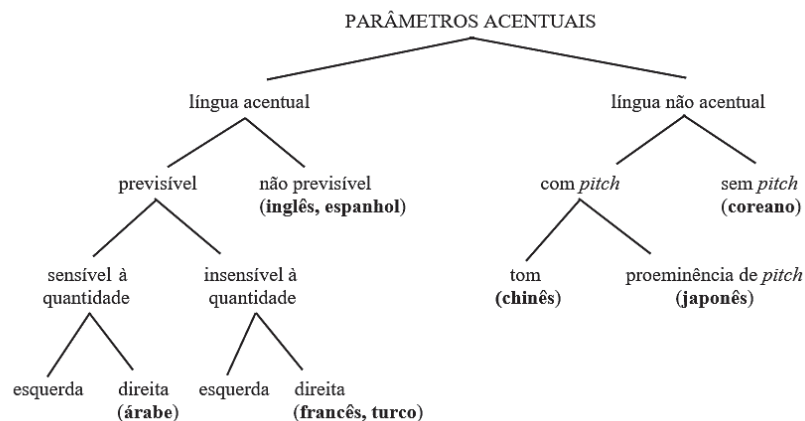 PARÂMETROS ACENTUAIS
língua acentual
língua não acentual
previsível
não previsível
(inglês, espanhol)
com pitch
sem pitch
(coreano)
sensível à
quantidade
insensível à
quantidade
tom
(chinês)
proeminência de pitch
(japonês)
esquerda
direita
(árabe)
esquerda
direita
(francês, turco)